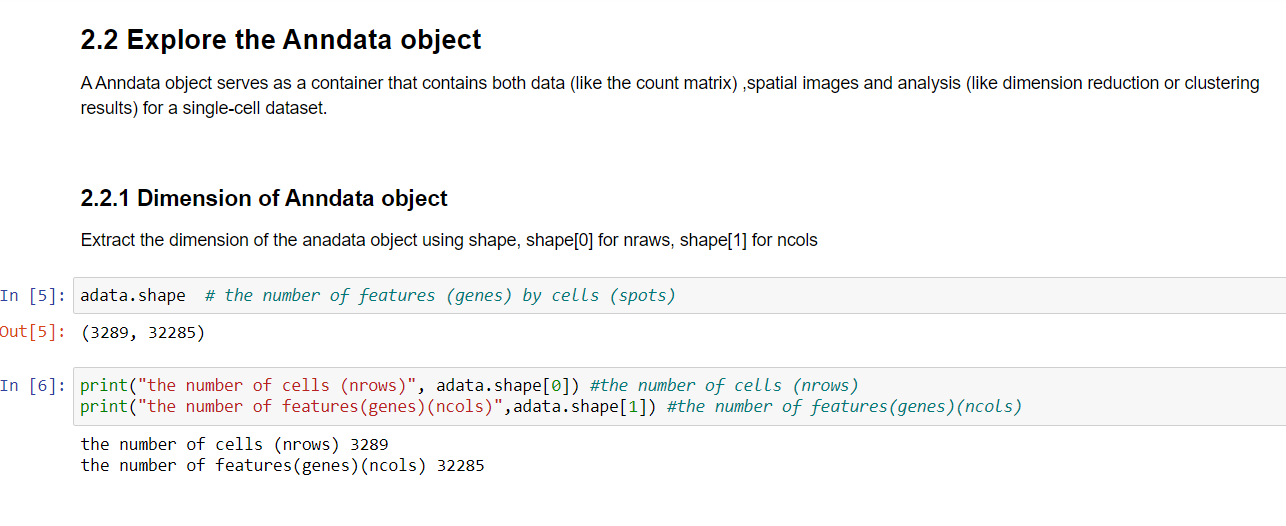 2.2 Explore the Anndata object
A Anndata object serves as a container that contains both data (like the count matrix) ,spatial images and analysis (like dimension reduction or clustering
results) for a single-cell dataset.
2.2.1 Dimension of Anndata object
Extract the dimension of the anadata object using shape, shape[0] for nraws, shape[1] for ncols
In [5]: adata.shape  # the number of features (genes) by cells (spots)
Out[5]: (3289, 32285)
In [6]: print("the number of cells (nrows)", adata.shape[0]) #the number of cells (nrows)
print("the number of features(genes)(ncols)",adata.shape[1]) #the number of features(genes)(ncols)
the number of cells (nrows) 3289
the number of features(genes)(ncols) 32285